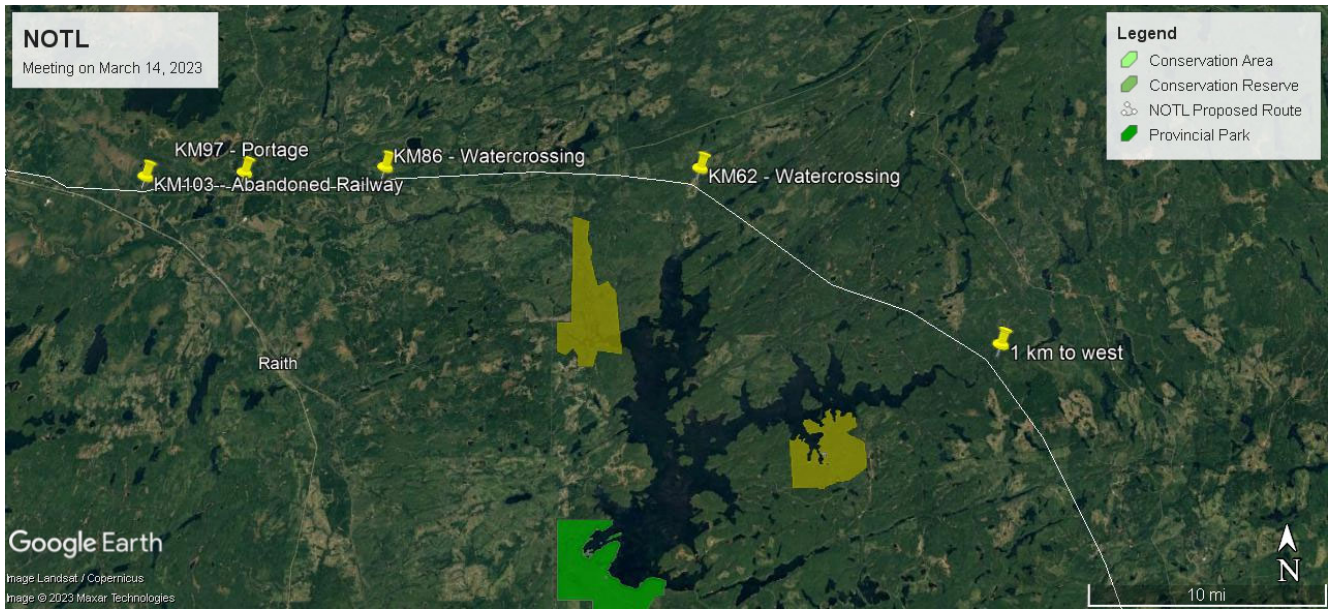 NOTL
Meeting on March 14, 2023
Legend
Conservation Area
Conservation Reserve
NOTL Proposed Route
Provincial Park
KM97 - Portage
KM86 - Watercrossing
KM103 - Abandoned Railway
KM62 - Watercrossing
1 km to west
Raith
Google Earth
Image Landsat / Copernicus
Image © 2023 Maxar Technologies
N
10 mi